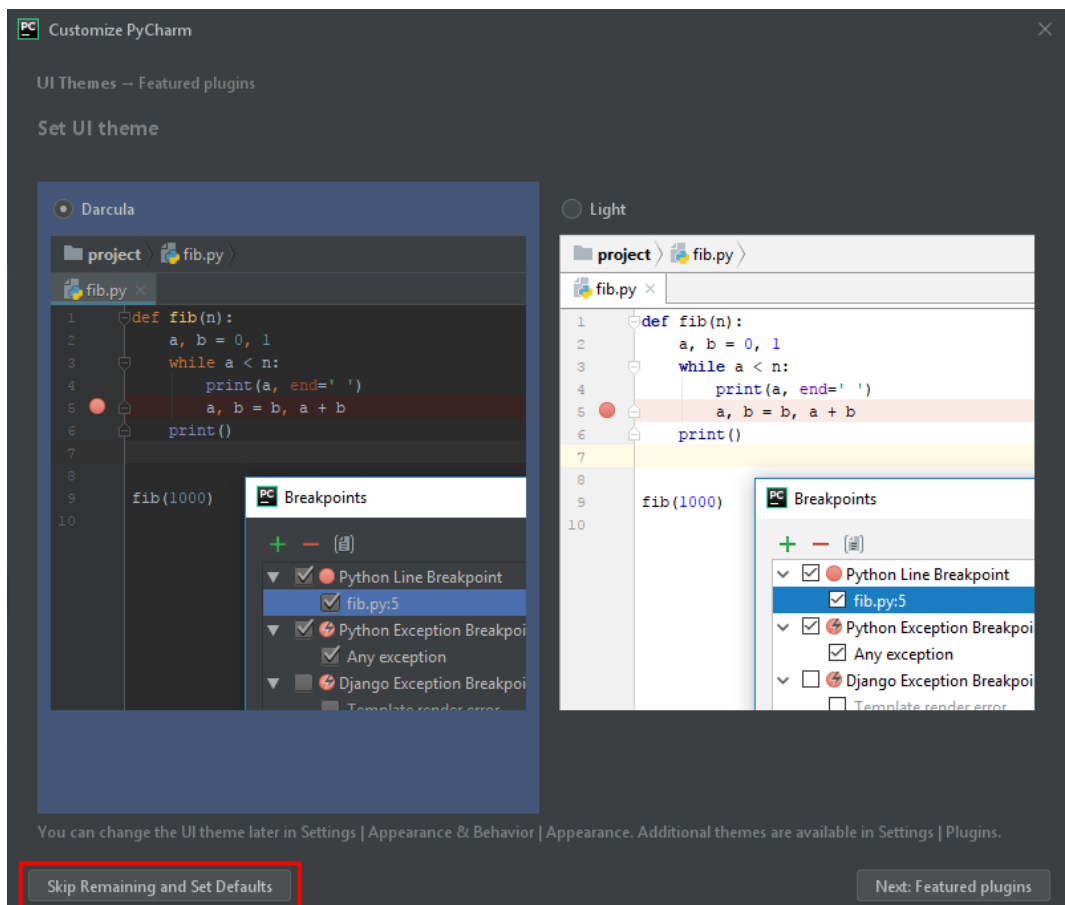 PC Customize PyCharm
UI Themes → Featured plugins
Set UI theme
Darcula
project fib.py
fib.py
1 def fib(n):
2 a, b = 0, 1
3 while a < n:
4 print(a, end=' ')
5 a, b = b, a + b
6 print()
7
8
9 fib(1000)
10
PC Breakpoints
Python Line Breakpoint
fib.py:5
Python Exception Breakpoi
Any exception
Django Exception Breakpoi
Template render error
Light
project fib.py
fib.py
1 def fib(n):
2 a, b = 0, 1
3 while a < n:
4 print(a, end=' ')
5 a, b = b, a + b
6 print()
7
8
9 fib(1000)
10
PC Breakpoints
Python Line Breakpoint
fib.py:5
Python Exception Breakpoi
Any exception
Django Exception Breakpoi
Template render error
You can change the UI theme later in Settings | Appearance & Behavior | Appearance. Additional themes are available in Settings | Plugins.
Skip Remaining and Set Defaults
Next: Featured plugins